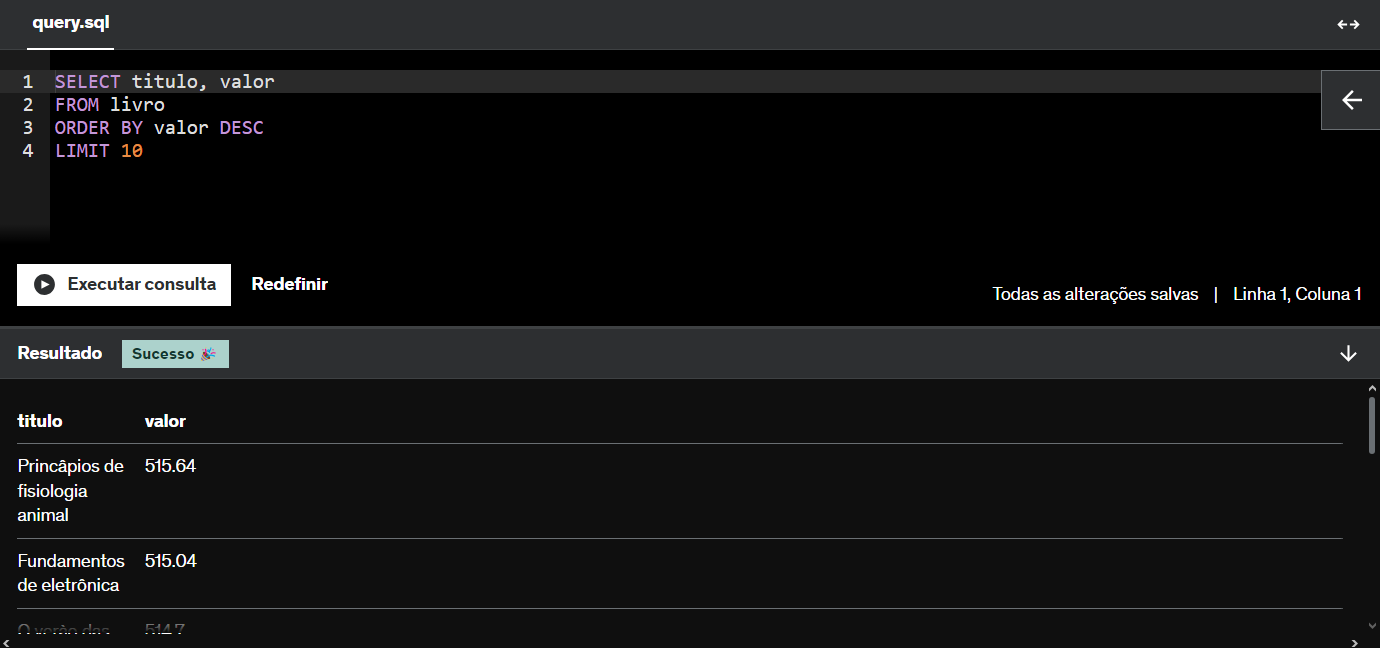 query.sql
1 SELECT titulo, valor
2 FROM livro
3 ORDER BY valor DESC
4 LIMIT 10
Executar consulta Redefinir
Todas as alterações salvas | Linha 1, Coluna 1
Resultado Sucesso
titulo valor
Princâpios de 515.64
fisiologia
animal
Fundamentos 515.04
de eletrônica
O verão das 514.7